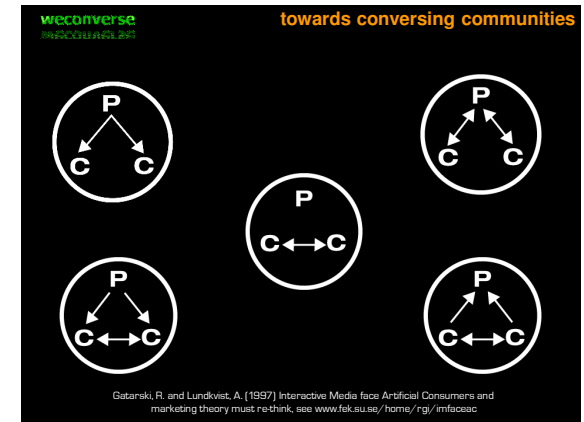 weconverse
towards conversing communities
P
C C
P
C C
P
C C
P
C C
P
C C
Gatarski, R. and Lundkvist, A. (1997) Interactive Media face Artificial Consumers and
marketing theory must re-think, see www.fek.su.se/home/rgi/imfaceac